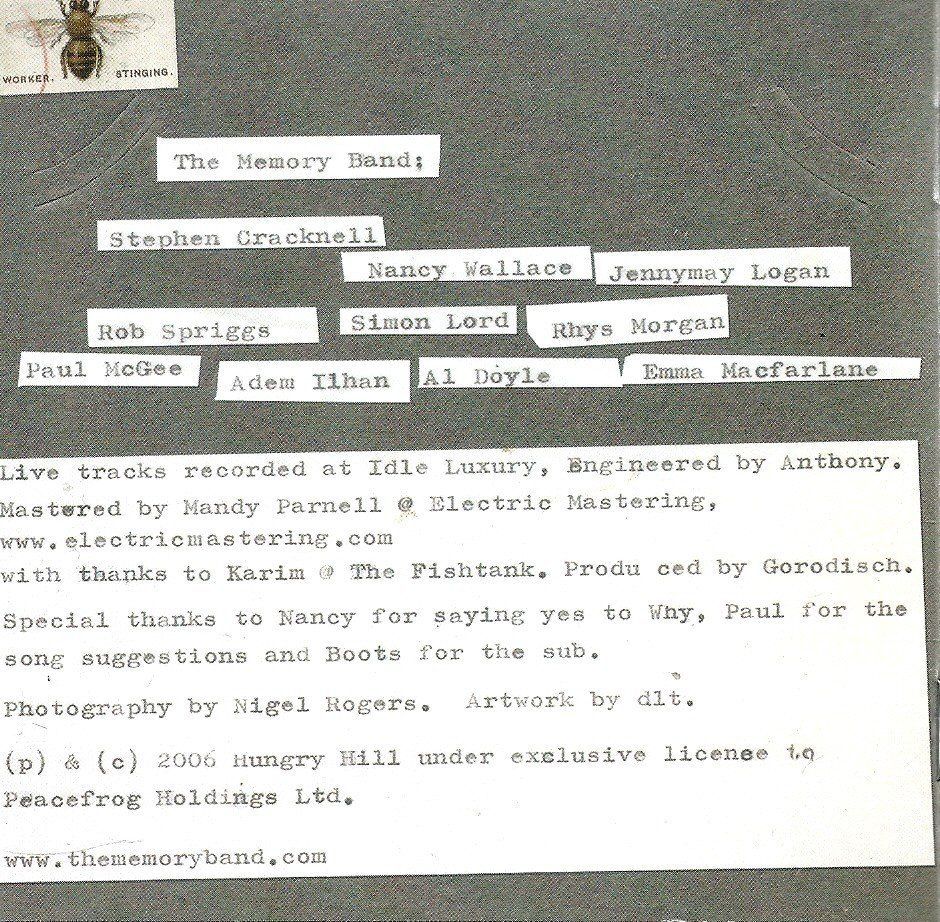 WORKER. STINGING.
The Memory Band;
Stephen Cracknell
Nancy Wallace Jennymay Logan
Rob Spriggs Simon Lord Rhys Morgan
Paul McGee Adem Ilhan Al Doyle Emma Macfarlane
Live tracks recorded at Idle Luxury, Engineered by Anthony.
Mastered by Mandy Parnell @ Electric Mastering,
www.electricmastering.com
with thanks to Karim @ The Fishtank. Produ ced by Gorodisch.
Special thanks to Nancy for saying yes to Why, Paul for the
song suggestions and Boots for the sub.
Photography by Nigel Rogers. Artwork by dlt.
(p) & (c) 2006 Hungry Hill under exclusive license to
Peacefrog Holdings Ltd.
www.thememoryband.com